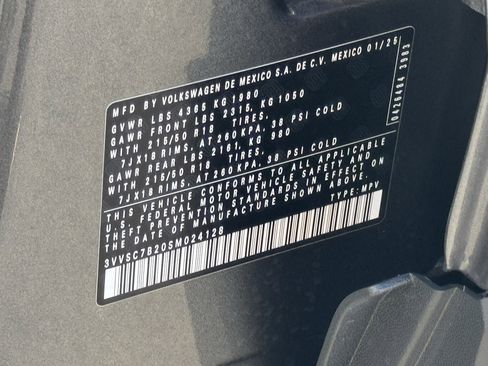 MFD BY VOLKSWAGEN DE MEXICO S.A. DE C.V. MEXICO 01/25
GVWR LBS 4365 KG 1980
GAWR FRONT LBS 2315, KG 1050
WITH 215/50 R18 TIRES,
7JX18 RIMS, AT 260 KPA, 38 PSI COLD
GAWR REAR LBS 2161, KG 980
WITH 215/50 R18 TIRES,
7JX18 RIMS, AT 260 KPA, 38 PSI COLD
THIS VEHICLE CONFORMS TO ALL APPLICABLE
U.S. FEDERAL MOTOR VEHICLE SAFETY AND
THEFT PREVENTION STANDARDS IN EFFECT ON
THE DATE OF MANUFACTURE SHOWN ABOVE.
3VVSC7B20SM024128 TYPE: MPV
0426484 3083